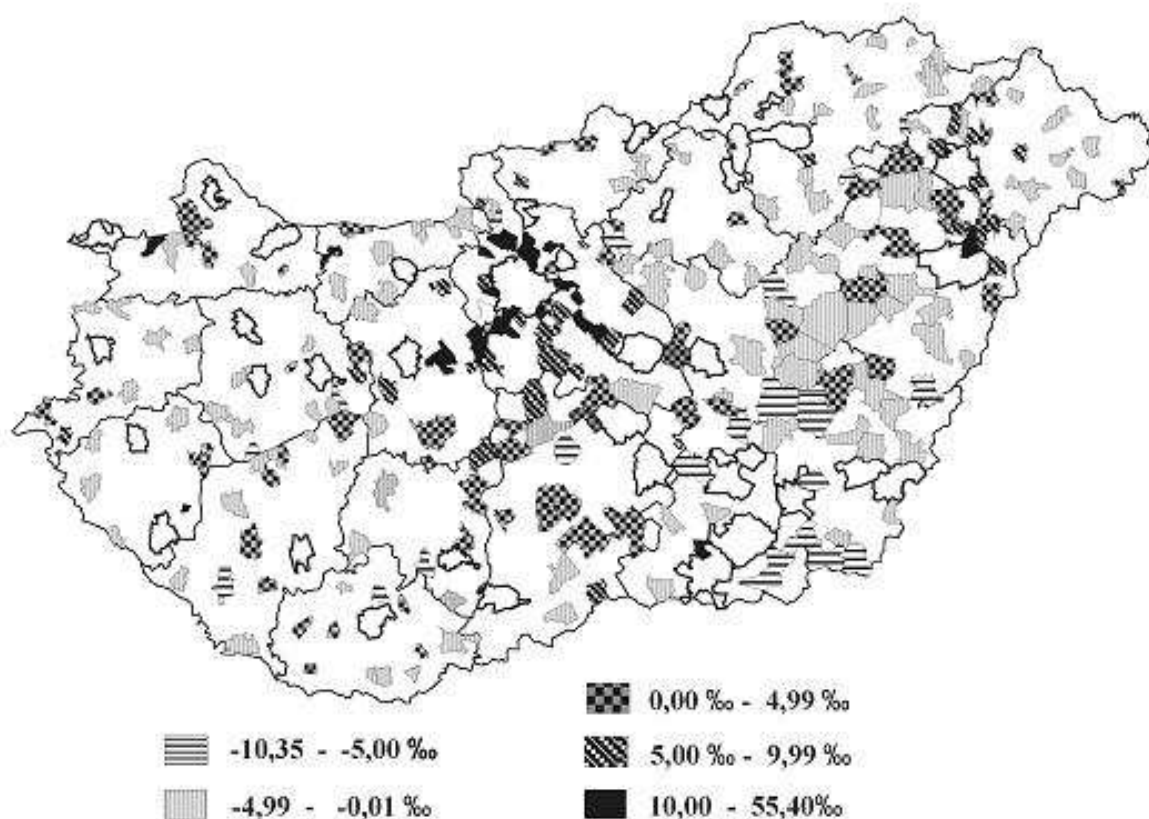 0,00 ‰ - 4,99 ‰
-10,35 - -5,00 ‰
5,00 ‰ - 9,99 ‰
-4,99 - -0,01 ‰
10,00 - 55,40‰